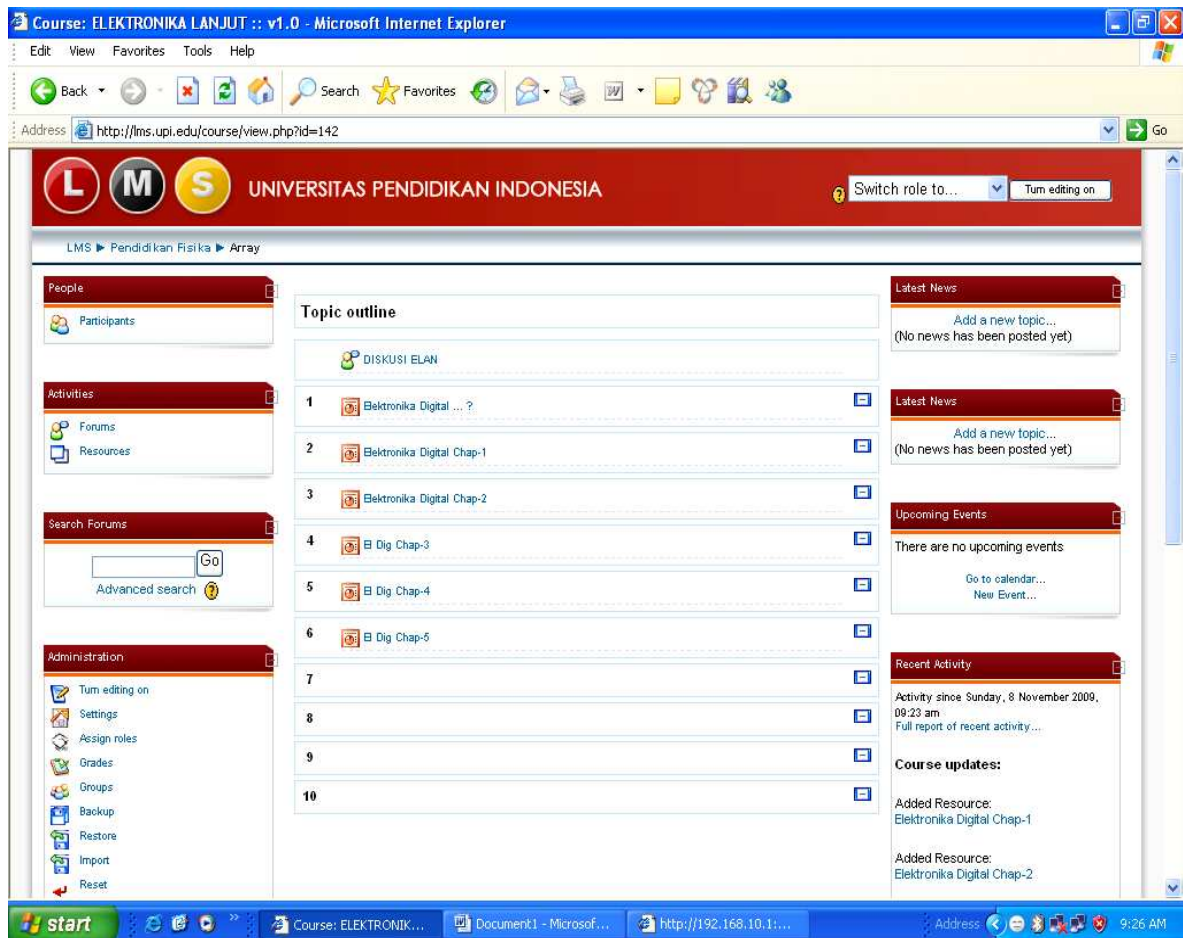 Course: ELEKTRONIKA LANJUT :: v1.0 - Microsoft Internet Explorer
Edit View Favorites Tools Help
Back Search Favorites
Address http://lms.upi.edu/course/view.php?id=142 Go
L M S UNIVERSITAS PENDIDIKAN INDONESIA Switch role to... Turn editing on
LMS ► Pendidikan Fisika ► Array
People
Participants
Activities
Forums
Resources
Search Forums
Go
Advanced search
Administration
Turn editing on
Settings
Assign roles
Grades
Groups
Backup
Restore
Import
Reset
Topic outline
DISKUSI ELAN
1 Elektronika Digital ... ?
2 Elektronika Digital Chap-1
3 Elektronika Digital Chap-2
4 El Dig Chap-3
5 El Dig Chap-4
6 El Dig Chap-5
7
8
9
10
Latest News
Add a new topic...
(No news has been posted yet)
Latest News
Add a new topic...
(No news has been posted yet)
Upcoming Events
There are no upcoming events
Go to calendar...
New Event...
Recent Activity
Activity since Sunday, 8 November 2009,
09:23 am
Full report of recent activity...
Course updates:
Added Resource:
Elektronika Digital Chap-1
Added Resource:
Elektronika Digital Chap-2
start Course: ELEKTRONIK... Document1 - Microsof... http://192.168.10.1:... Address 9:26 AM